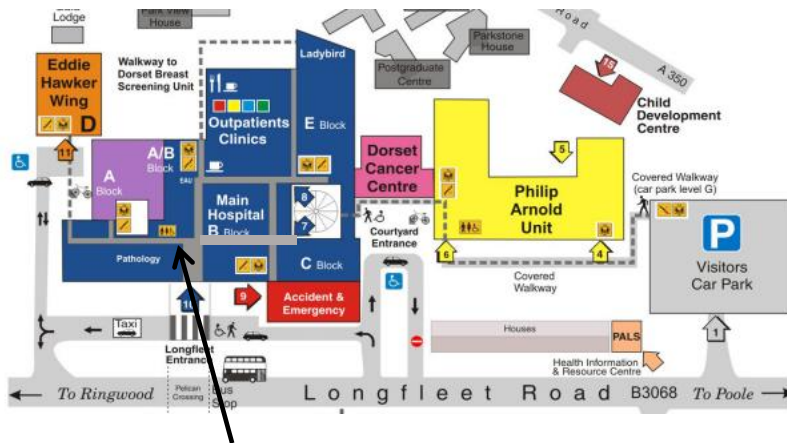 Lodge
Park View
House
Parkstone
House
Postgraduate
Centre
Road
A 350
15
Child
Development
Centre
Eddie
Hawker
Wing
D
11
Walkway to
Dorset Breast
Screening Unit
Ladybird
Outpatients
Clinics
E Block
A/B
Block
EAU
A
Block
Main
Hospital
B Block
8
7
Pathology
C Block
Dorset
Cancer
Centre
Courtyard
Entrance
5
Philip
Arnold
Unit
6
4
Covered
Walkway
Covered Walkway
(car park level G)
P
Visitors
Car Park
1
10
9
Accident &
Emergency
Taxi
Longfleet
Entrance
Houses
PALS
Health Information
& Resource Centre
To Ringwood
Pelican
Crossing
Bus
Stop
Longfleet Road B3068
To Poole